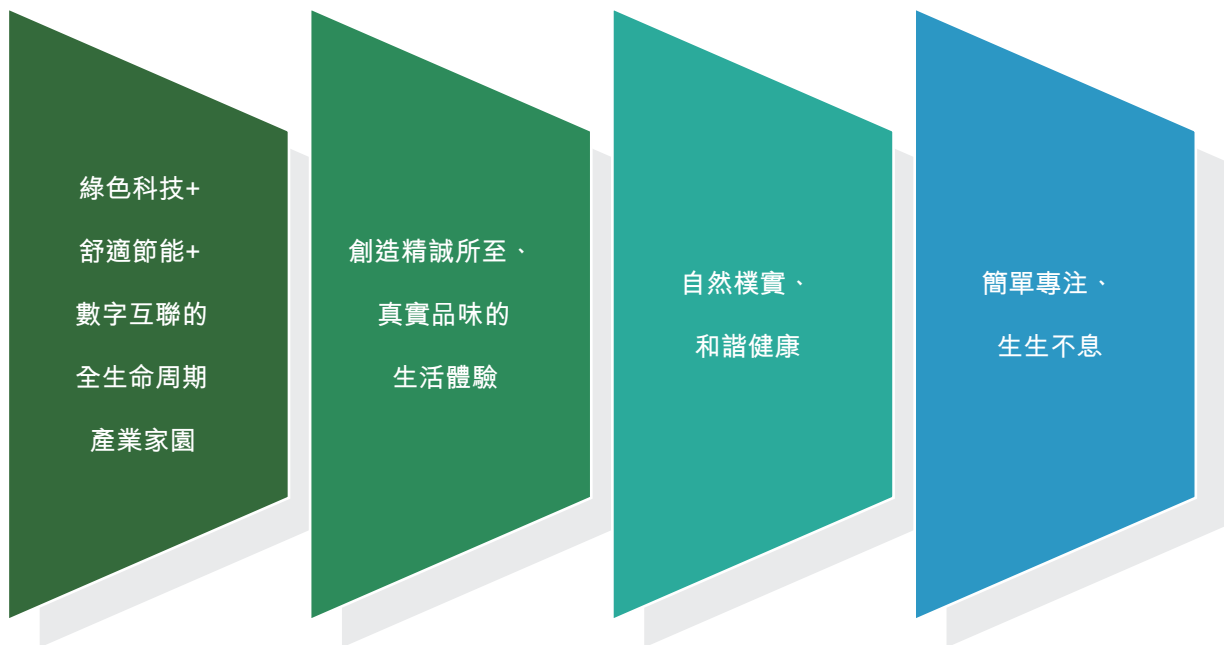 綠色科技+
舒適節能+
數字互聯的
全生命周期
產業家園
創造精誠所至、
真實品味的
生活體驗
自然樸實、
和諧健康
簡單專注、
生生不息